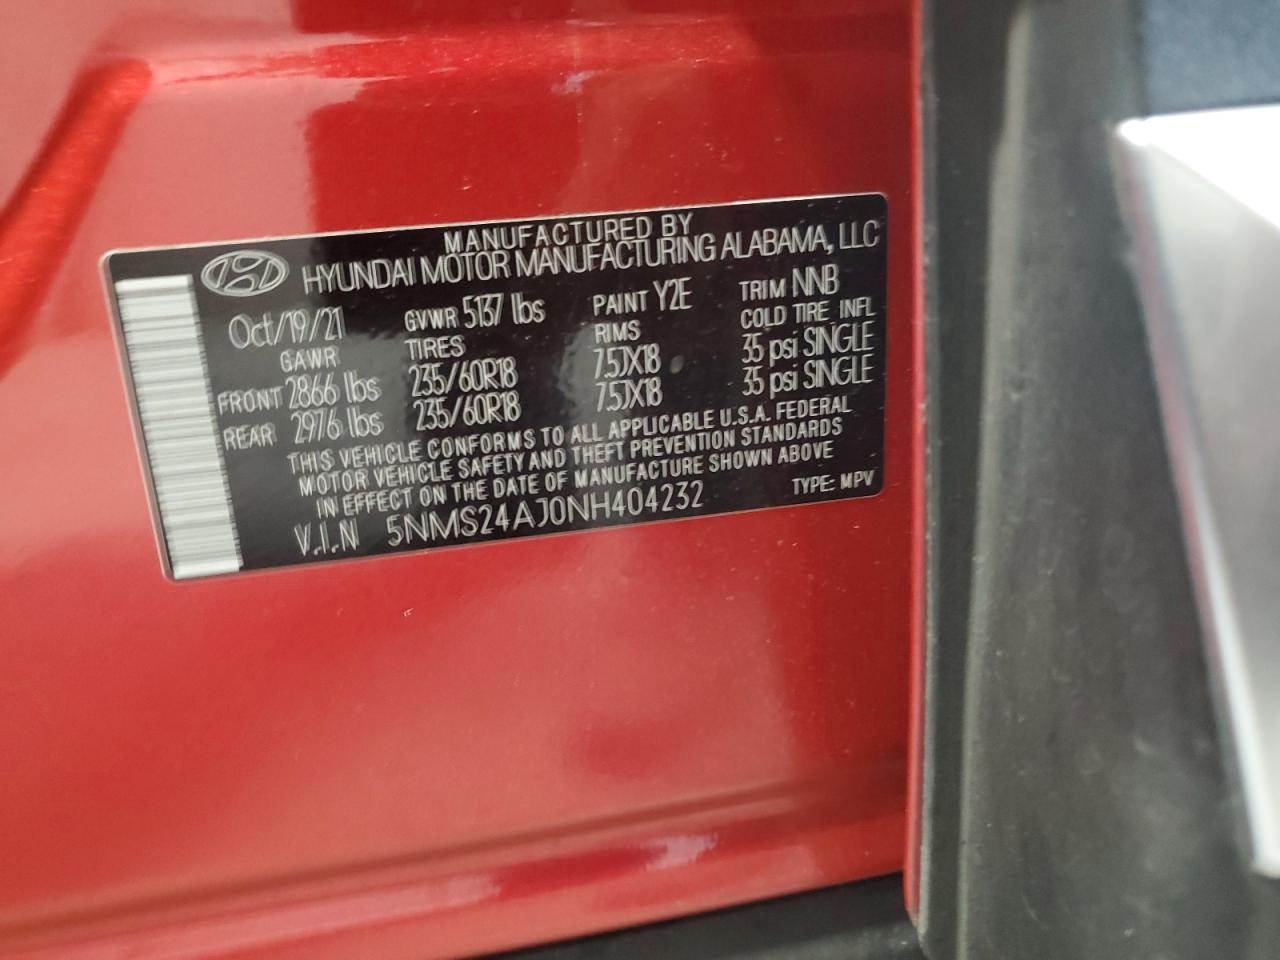 MANUFACTURED BY
HYUNDAI MOTOR MANUFACTURING ALABAMA, LLC
Oct/19/21 GVWR 5137 lbs PAINT Y2E TRIM NNB
GAWR TIRES RIMS COLD TIRE INFL
FRONT 2866 lbs 235/60R18 7.5JX18 35 psi SINGLE
REAR 2976 lbs 235/60R18 7.5JX18 35 psi SINGLE
THIS VEHICLE CONFORMS TO ALL APPLICABLE U.S.A. FEDERAL
MOTOR VEHICLE SAFETY AND THEFT PREVENTION STANDARDS
IN EFFECT ON THE DATE OF MANUFACTURE SHOWN ABOVE
V.I.N 5NMS24AJ0NH404232 TYPE: MPV